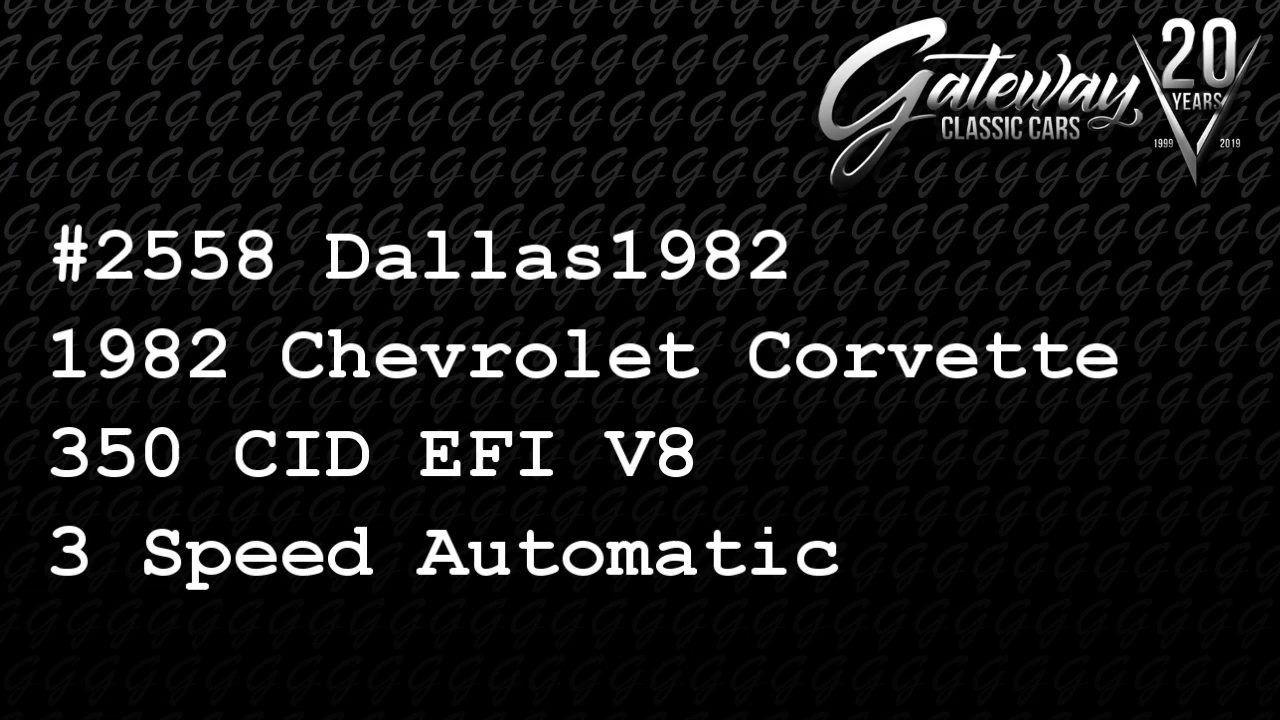 Gateway
CLASSIC CARS
20
YEARS
1999 2019
#2558 Dallas1982
1982 Chevrolet Corvette
350 CID EFI V8
3 Speed Automatic